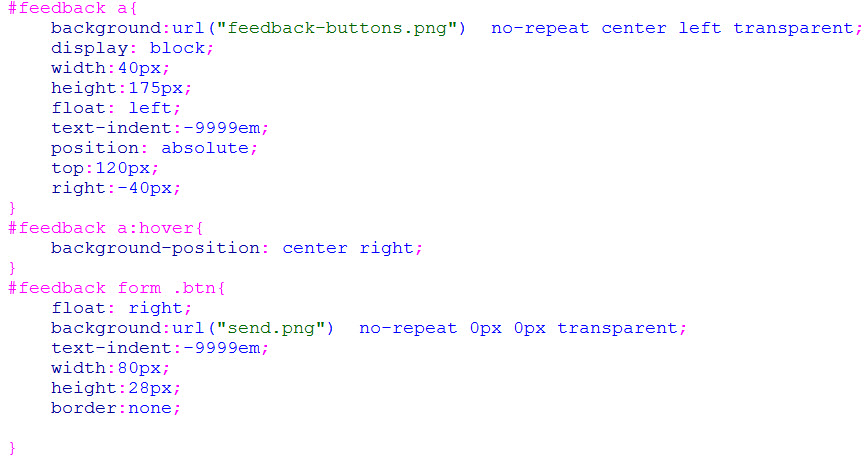 #feedback a{
    background:url("feedback-buttons.png")  no-repeat center left transparent;
    display: block;
    width:40px;
    height:175px;
    float: left;
    text-indent:-9999em;
    position: absolute;
    top:120px;
    right:-40px;
}
#feedback a:hover{
    background-position: center right;
}
#feedback form .btn{
    float: right;
    background:url("send.png")  no-repeat 0px 0px transparent;
    text-indent:-9999em;
    width:80px;
    height:28px;
    border:none;

}